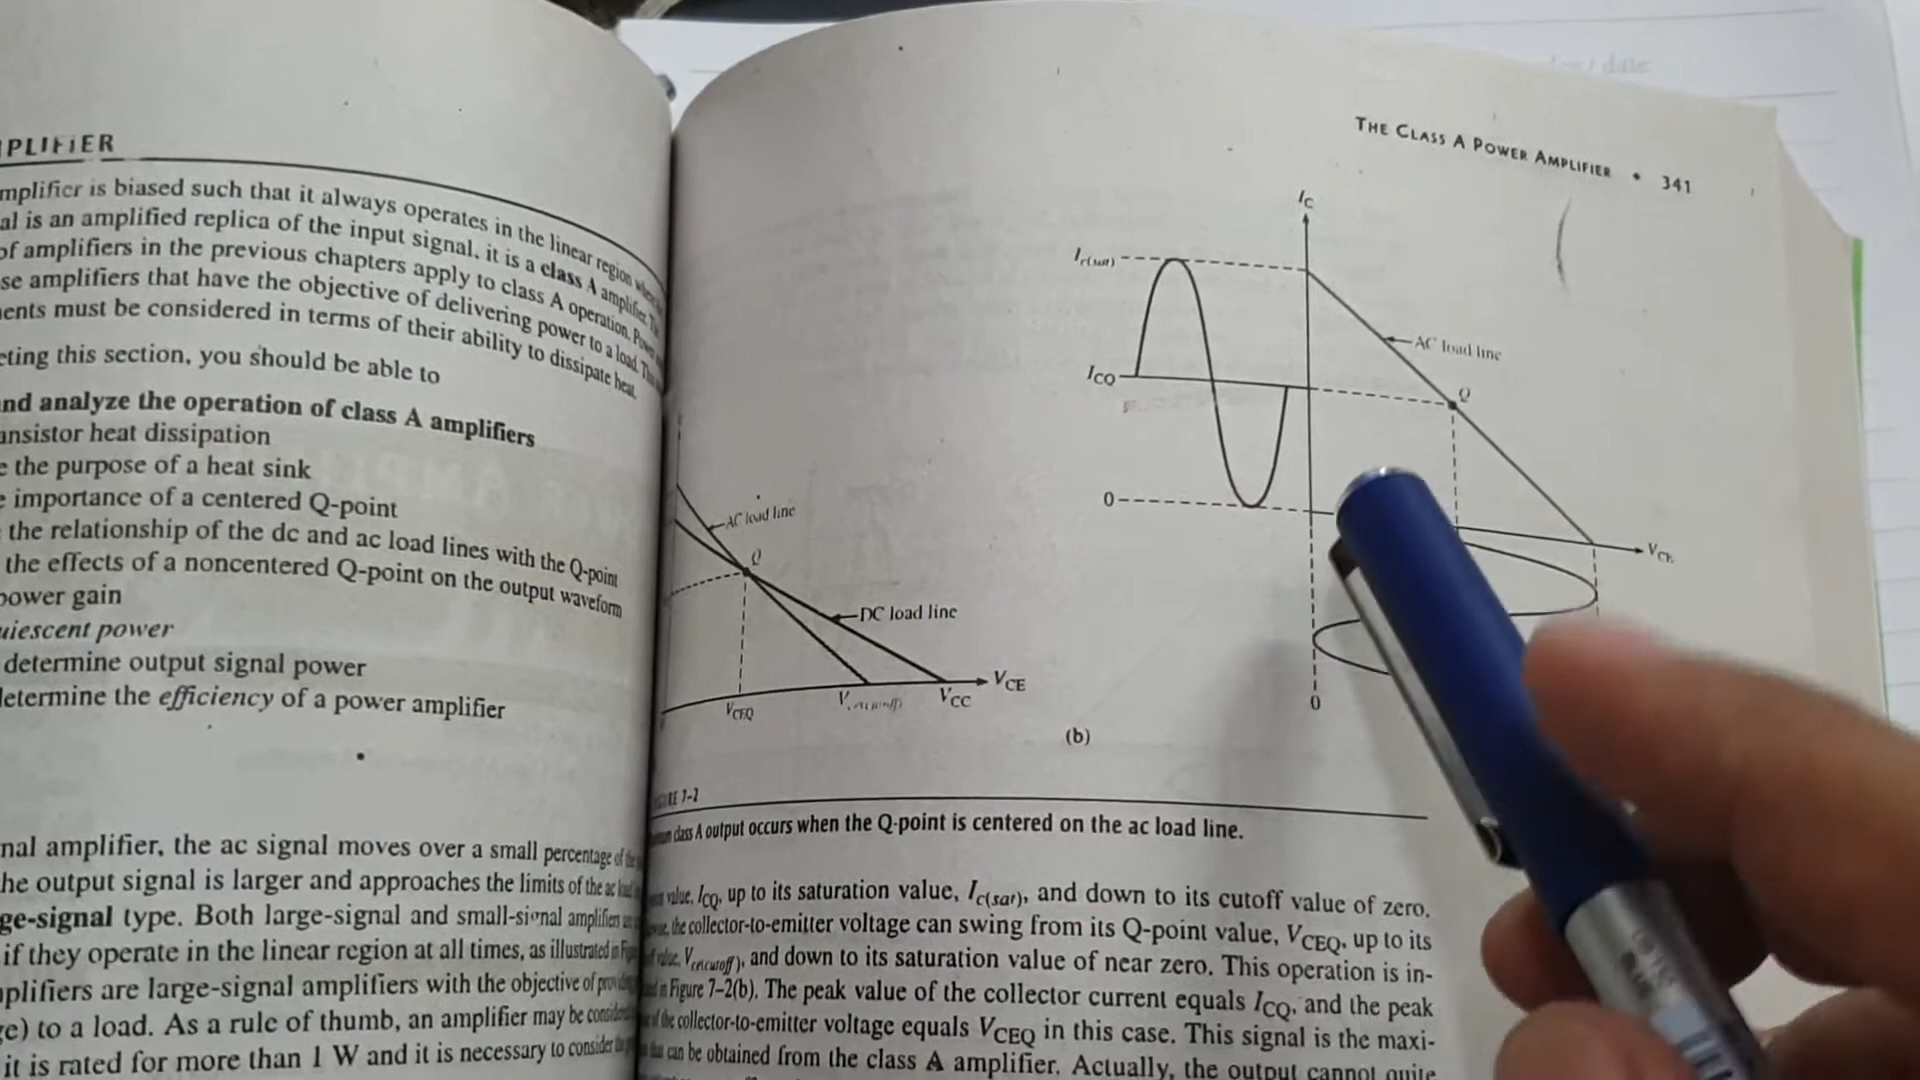 PLIFIER
mplifier is biased such that it always operates in the linear region
al is an amplified replica of the input signal, it is a class A amplifier.
of amplifiers in the previous chapters apply to class A operation. Power
se amplifiers that have the objective of delivering power to a load.
ents must be considered in terms of their ability to dissipate heat.
eting this section, you should be able to
nd analyze the operation of class A amplifiers
ansistor heat dissipation
e the purpose of a heat sink
e importance of a centered Q-point
the relationship of the dc and ac load lines with the Q-point
the effects of a noncentered Q-point on the output waveform
power gain
uiescent power
determine output signal power
determine the efficiency of a power amplifier
nal amplifier, the ac signal moves over a small percentage of the
he output signal is larger and approaches the limits of the ac
ge-signal type. Both large-signal and small-signal amplifiers
if they operate in the linear region at all times, as illustrated in
plifiers are large-signal amplifiers with the objective of
e) to a load. As a rule of thumb, an amplifier may be
it is rated for more than 1 W and it is necessary to consider
date
THE CLASS A POWER AMPLIFIER • 341
AC load line
Q
DC load line
VCE
VCEQ
VCC
IC
Ic(sat)
AC load line
ICQ
Q
0
VCE
0
(b)
7-2
class A output occurs when the Q-point is centered on the ac load line.
value, ICQ, up to its saturation value, Ic(sat), and down to its cutoff value of zero.
the collector-to-emitter voltage can swing from its Q-point value, VCEQ, up to its
value, Vce(cutoff), and down to its saturation value of near zero. This operation is in-
in Figure 7–2(b). The peak value of the collector current equals ICQ, and the peak
of the collector-to-emitter voltage equals VCEQ in this case. This signal is the maxi-
that can be obtained from the class A amplifier. Actually, the output cannot quite